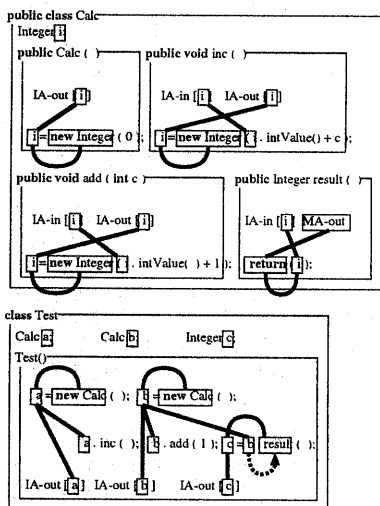 public class Calc
Integer i;
public Calc ( ) public void inc ( )
IA-out [ i ] IA-in [ i ] IA-out [ i ]
i = new Integer ( 0 ); i = new Integer ( i . intValue() + c );
public void add ( int c ) public Integer result ( )
IA-in [ i ] IA-out [ i ] IA-in [ i ] MA-out
i = new Integer ( i . intValue( ) + 1 ); return ( i );
class Test
Calc a; Calc b; Integer c;
Test()
a = new Calc ( ); b = new Calc ( );
a . inc ( ); b . add ( 1 ); c = b resul ( );
IA-out [ a ] IA-out [ b ] IA-out [ c ]